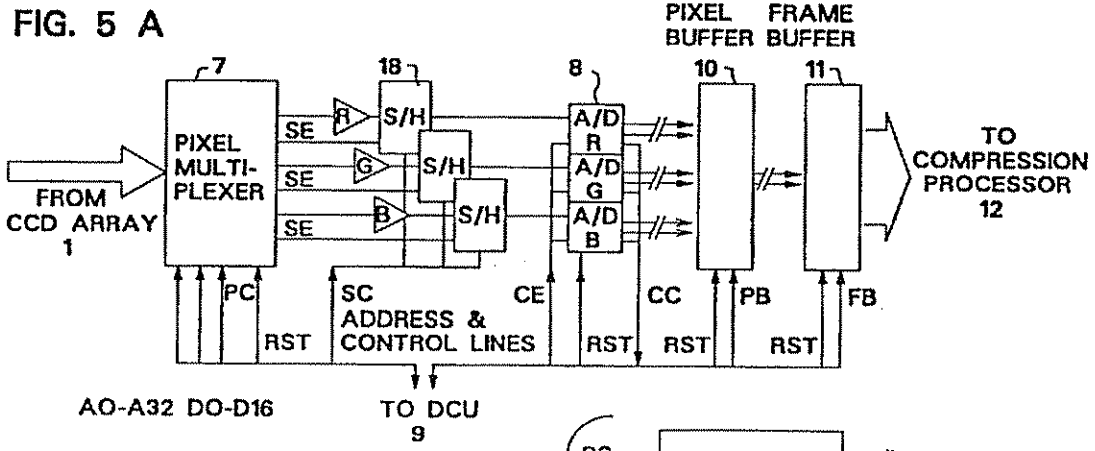 FIG. 5 A
PIXEL BUFFER
10
FRAME BUFFER
11
7
18
8
PIXEL MULTI- PLEXER
R
G
B
SE
SE
SE
S/H
S/H
S/H
A/D
R
A/D
G
A/D
B
FROM
CCD ARRAY
1
TO
COMPRESSION
PROCESSOR
12
PC
SC
CE
CC
PB
FB
ADDRESS &
CONTROL LINES
RST
RST
RST
RST
AO-A32 DO-D16
TO DCU
9